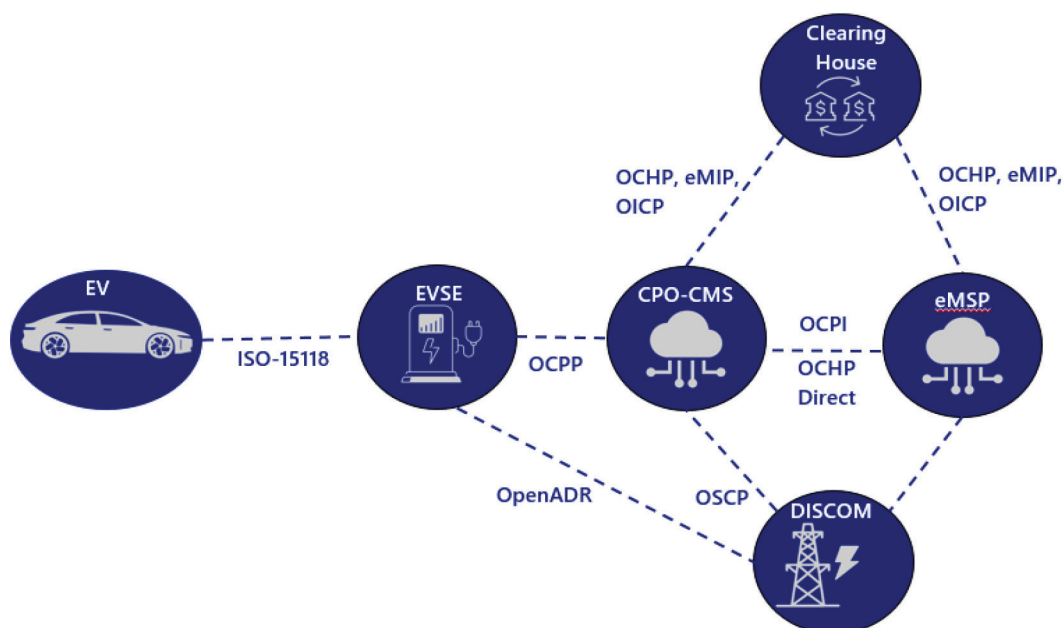 Clearing
House
$ $
OCHP, eMIP,
OICP
OCHP, eMIP,
OICP
EV
EVSE
CPO-CMS
eMSP
ISO-15118
OCPP
OCPI
OCHP
Direct
OpenADR
OSCP
DISCOM